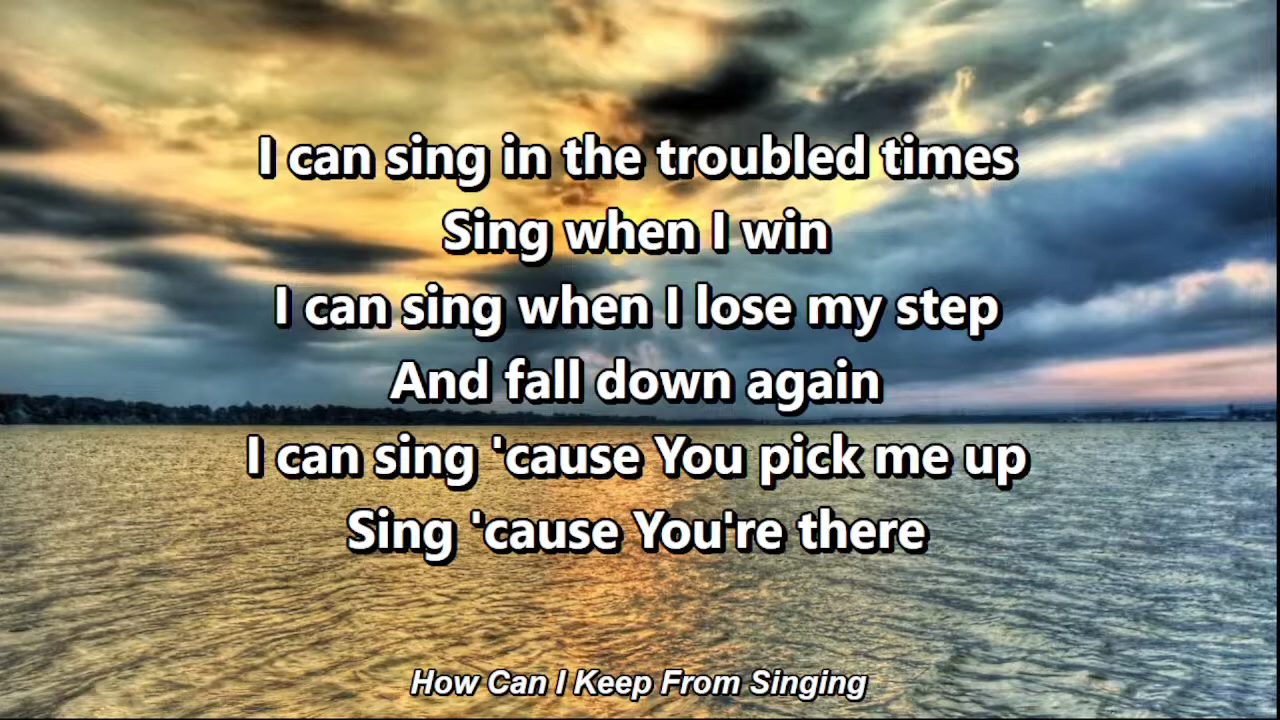 I can sing in the troubled times
Sing when I win
I can sing when I lose my step
And fall down again
I can sing 'cause You pick me up
Sing 'cause You're there
How Can I Keep From Singing